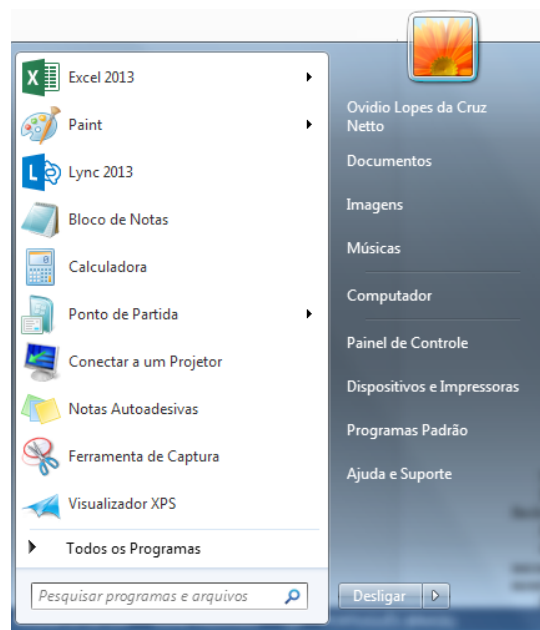 Excel 2013
Paint
Lync 2013
Bloco de Notas
Calculadora
Ponto de Partida
Conectar a um Projetor
Notas Autoadesivas
Ferramenta de Captura
Visualizador XPS
Todos os Programas
Pesquisar programas e arquivos
Ovidio Lopes da Cruz
Netto
Documentos
Imagens
Músicas
Computador
Painel de Controle
Dispositivos e Impressoras
Programas Padrão
Ajuda e Suporte
Desligar